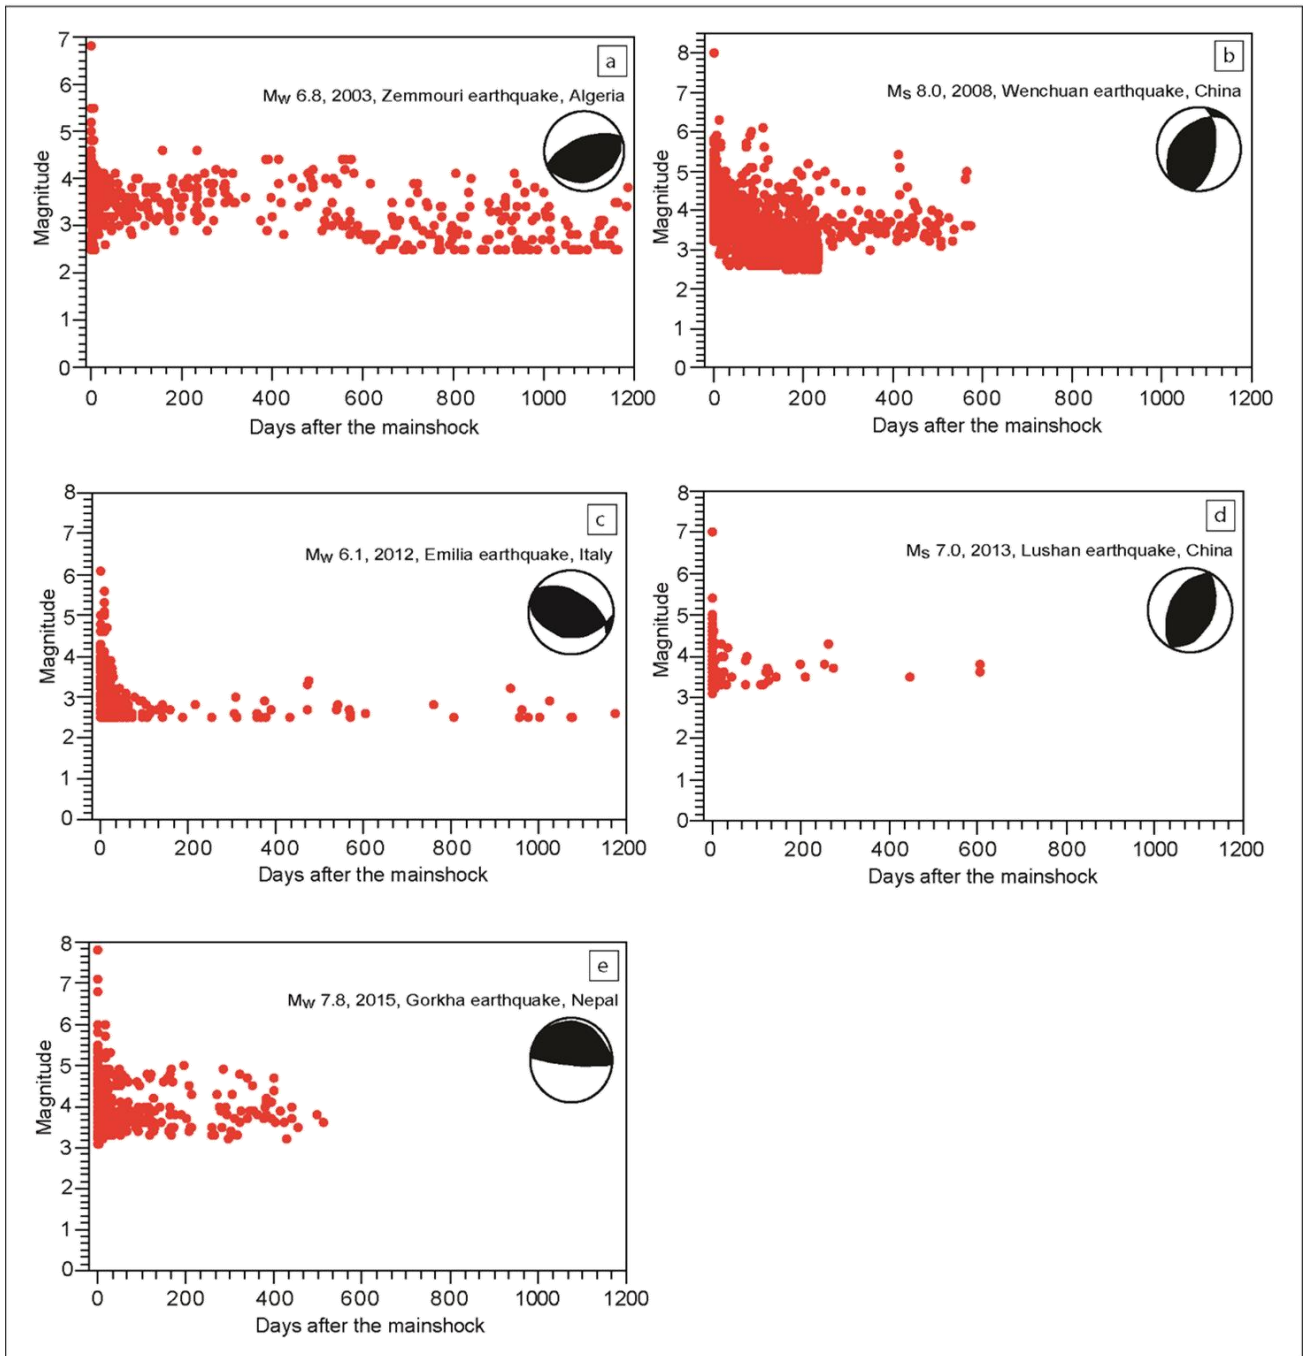 a
Mw 6.8, 2003, Zemmouri earthquake, Algeria
7
6
5
4
3
2
1
0
Magnitude
0 200 400 600 800 1000 1200
Days after the mainshock
b
Ms 8.0, 2008, Wenchuan earthquake, China
8
7
6
5
4
3
2
1
0
Magnitude
0 200 400 600 800 1000 1200
Days after the mainshock
c
Mw 6.1, 2012, Emilia earthquake, Italy
8
7
6
5
4
3
2
1
0
Magnitude
0 200 400 600 800 1000 1200
Days after the mainshock
d
Ms 7.0, 2013, Lushan earthquake, China
8
7
6
5
4
3
2
1
0
Magnitude
0 200 400 600 800 1000 1200
Days after the mainshock
e
Mw 7.8, 2015, Gorkha earthquake, Nepal
8
7
6
5
4
3
2
1
0
Magnitude
0 200 400 600 800 1000 1200
Days after the mainshock